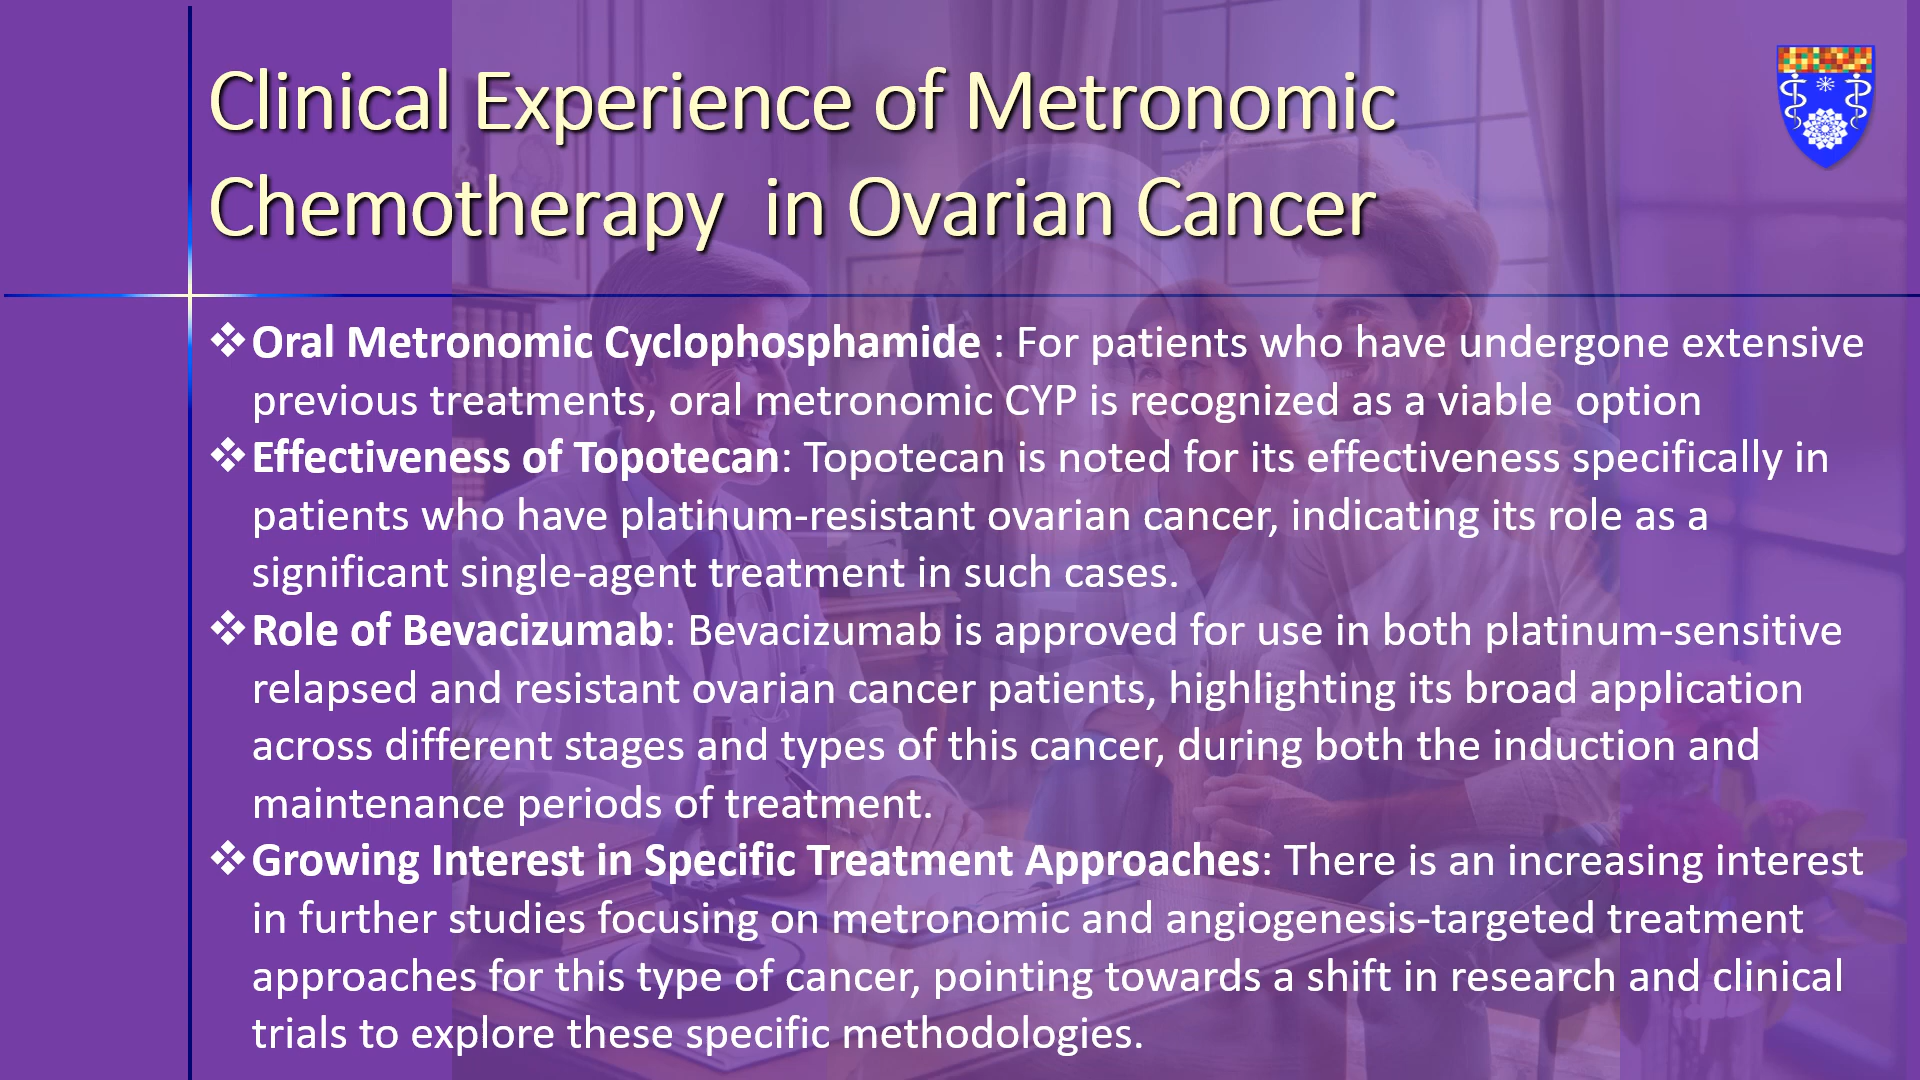 Clinical Experience of Metronomic
Chemotherapy  in Ovarian Cancer
❖Oral Metronomic Cyclophosphamide : For patients who have undergone extensive
previous treatments, oral metronomic CYP is recognized as a viable  option
❖Effectiveness of Topotecan: Topotecan is noted for its effectiveness specifically in
patients who have platinum-resistant ovarian cancer, indicating its role as a
significant single-agent treatment in such cases.
❖Role of Bevacizumab: Bevacizumab is approved for use in both platinum-sensitive
relapsed and resistant ovarian cancer patients, highlighting its broad application
across different stages and types of this cancer, during both the induction and
maintenance periods of treatment.
❖Growing Interest in Specific Treatment Approaches: There is an increasing interest
in further studies focusing on metronomic and angiogenesis-targeted treatment
approaches for this type of cancer, pointing towards a shift in research and clinical
trials to explore these specific methodologies.